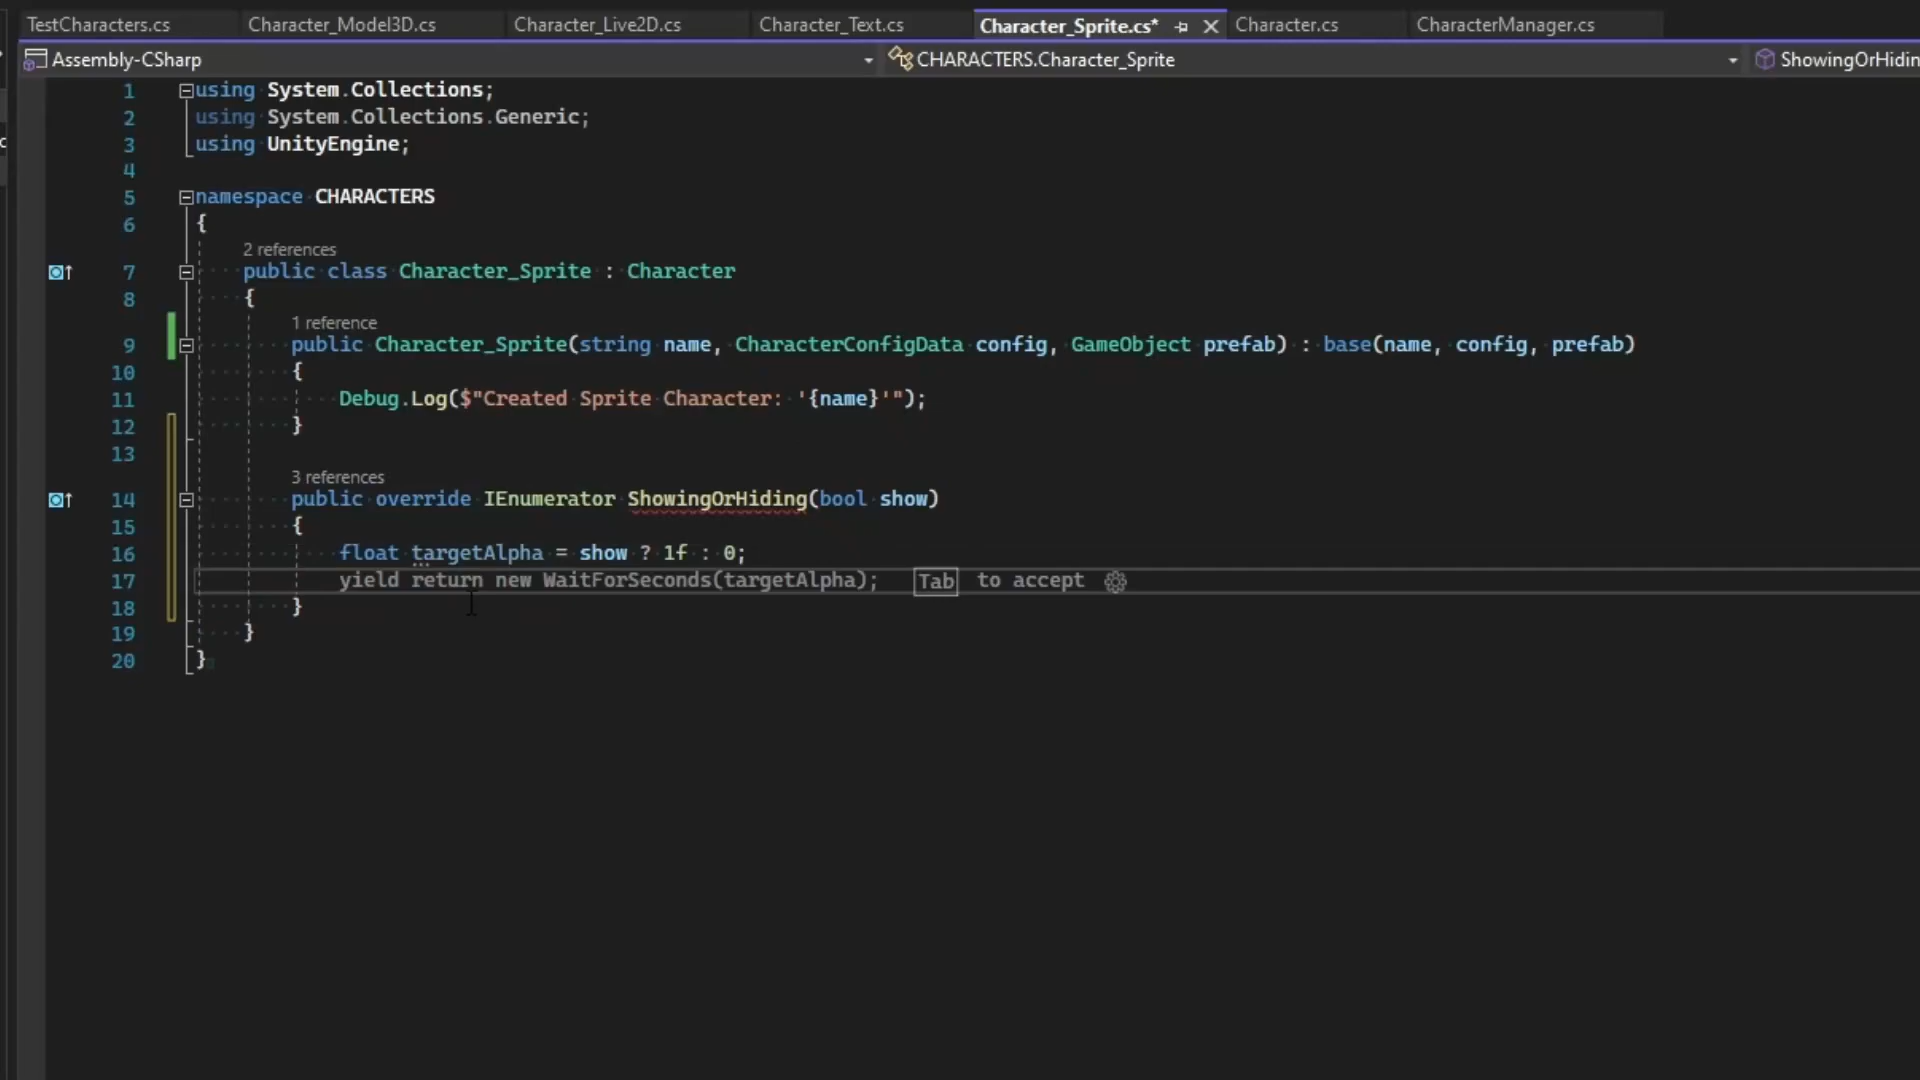 TestCharacters.cs Character_Model3D.cs Character_Live2D.cs Character_Text.cs Character_Sprite.cs* Character.cs CharacterManager.cs
Assembly-CSharp CHARACTERS.Character_Sprite ShowingOrHidin
1 using System.Collections;
2 using System.Collections.Generic;
3 using UnityEngine;
4
5 namespace CHARACTERS
6 {
2 references
7 public class Character_Sprite : Character
8 {
1 reference
9 public Character_Sprite(string name, CharacterConfigData config, GameObject prefab) : base(name, config, prefab)
10 {
11 Debug.Log($"Created Sprite Character: '{name}'");
12 }
13
3 references
14 public override IEnumerator ShowingOrHiding(bool show)
15 {
16 float targetAlpha = show ? 1f : 0;
17 yield return new WaitForSeconds(targetAlpha); Tab to accept
18 }
19 }
20 }